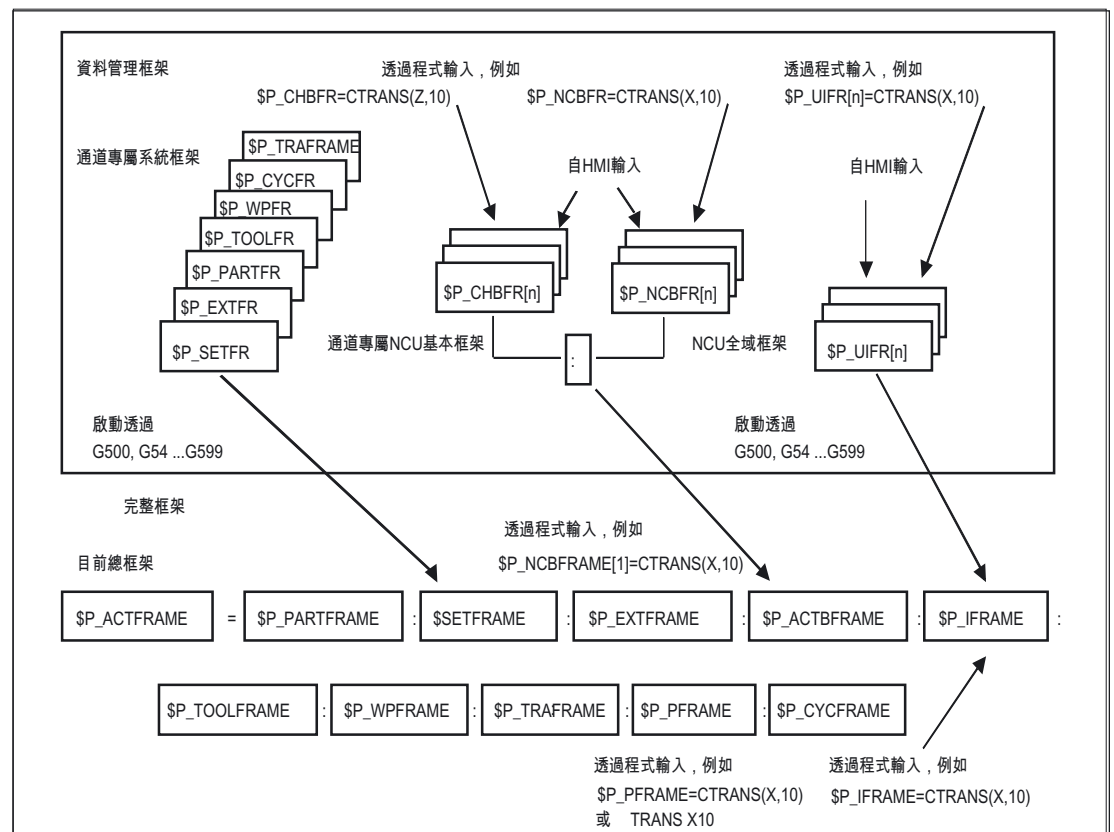 資料管理框架
透過程式輸入，例如
$P_CHBFR=CTRANS(Z,10)
$P_NCBFR=CTRANS(X,10)
透過程式輸入，例如
$P_UIFR[n]=CTRANS(X,10)
通道專屬系統框架
$P_TRAFRAME
$P_CYCFR
$P_WPFR
$P_TOOLFR
$P_PARTFR
$P_EXTFR
$P_SETFR
自HMI輸入
自HMI輸入
$P_CHBFR[n]
$P_NCBFR[n]
$P_UIFR[n]
通道專屬NCU基本框架
:
NCU全域框架
啟動透過
G500, G54 ...G599
啟動透過
G500, G54 ...G599
完整框架
透過程式輸入，例如
$P_NCBFRAME[1]=CTRANS(X,10)
目前總框架
$P_ACTFRAME = $P_PARTFRAME : $SETFRAME : $P_EXTFRAME : $P_ACTBFRAME : $P_IFRAME :
$P_TOOLFRAME : $P_WPFRAME : $P_TRAFRAME : $P_PFRAME : $P_CYCFRAME
透過程式輸入，例如
$P_PFRAME=CTRANS(X,10)
或 TRANS X10
透過程式輸入，例如
$P_IFRAME=CTRANS(X,10)